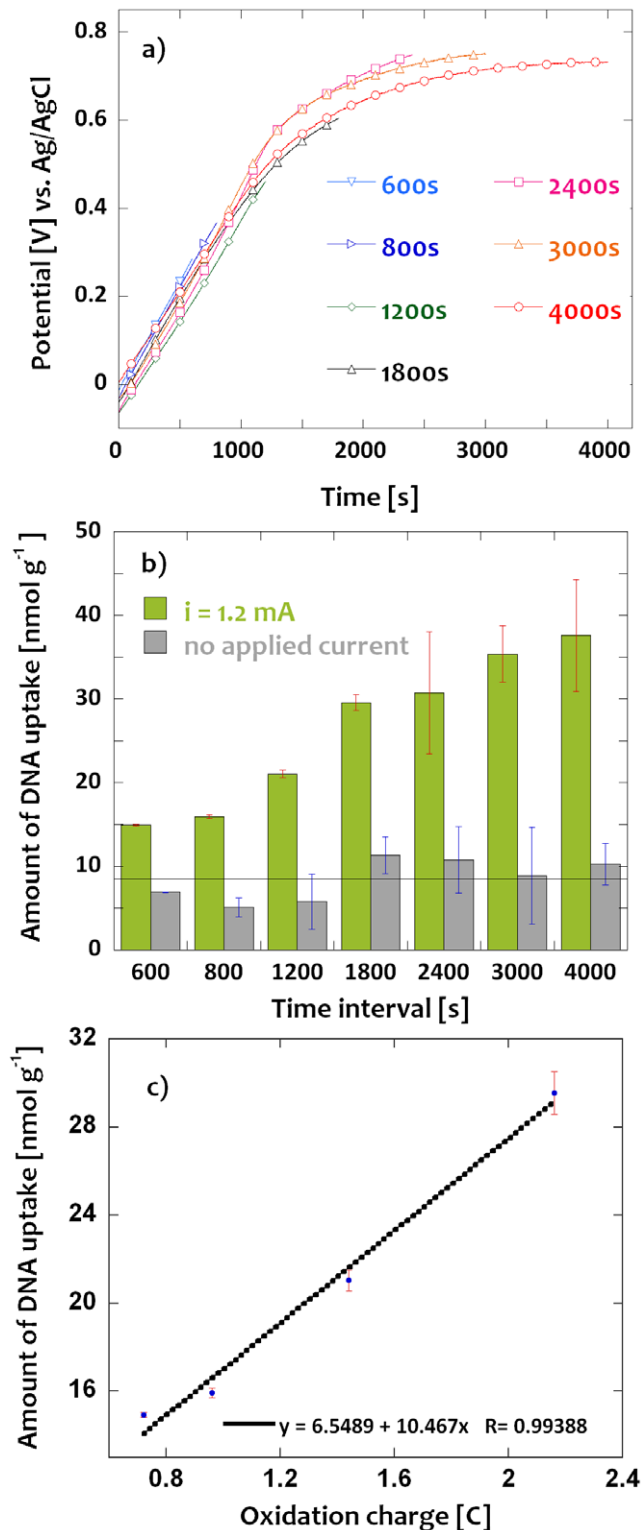 a)
0.8
0.6
0.4
0.2
0
Potential [V] vs. Ag/AgCl
600s
2400s
800s
3000s
1200s
4000s
1800s
0 1000 2000 3000 4000
Time [s]
b)
50
40
30
20
10
0
Amount of DNA uptake [nmol g⁻¹]
i = 1.2 mA
no applied current
600 800 1200 1800 2400 3000 4000
Time interval [s]
c)
32
28
24
20
16
Amount of DNA uptake [nmol g⁻¹]
y = 6.5489 + 10.467x R= 0.99388
0.8 1.2 1.6 2 2.4
Oxidation charge [C]